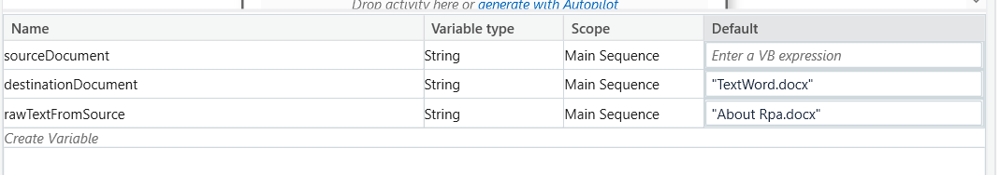 Drop activity here or generate with Autopilot
Name Variable type Scope Default
sourceDocument String Main Sequence Enter a VB expression
destinationDocument String Main Sequence "TextWord.docx"
rawTextFromSource String Main Sequence "About Rpa.docx"
Create Variable